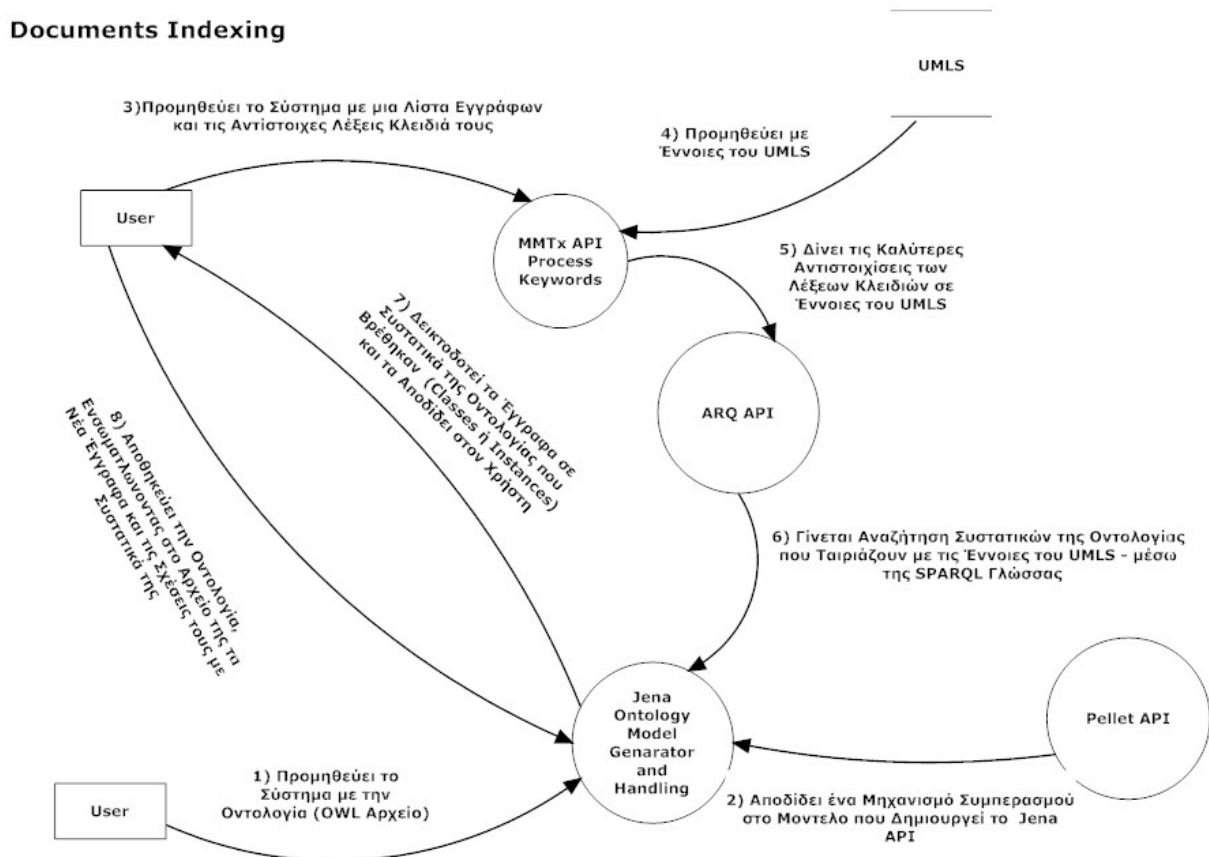 Documents Indexing
UMLS
3)Προμηθεύει το Σύστημα με μια Λίστα Εγγράφων
και τις Αντίστοιχες Λέξεις Κλειδιά τους
4) Προμηθεύει με
Έννοιες του UMLS
User
MMTx API
Process
Keywords
5) Δίνει τις Καλύτερες
Αντιστοιχίσεις των
Λέξεων Κλειδιών σε
Έννοιες του UMLS
7) Δεικτοδοτεί τα Έγγραφα σε
Συστατικά της Οντολογίας που
Βρέθηκαν (Classes ή Instances)
και τα Αποδίδει στον Χρήστη
ARQ API
8) Αποθηκεύει την Οντολογία,
Ενσωματλωνοντας στο Αρχείο της τα
Νέα Έγγραφα και τις Σχέσεις τους με
Συστατικά της
6) Γίνεται Αναζήτηση Συστατικών της Οντολογίας
που Ταιριάζουν με τις Έννοιες του UMLS - μέσω
της SPARQL Γλώσσας
Jena
Ontology
Model
Genarator
and
Handling
Pellet API
1) Προμηθεύει το
Σύστημα με την
Οντολογία (OWL Αρχείο)
User
2) Αποδίδει ένα Μηχανισμό Συμπερασμού
στο Μοντελο που Δημιουργεί το Jena
API